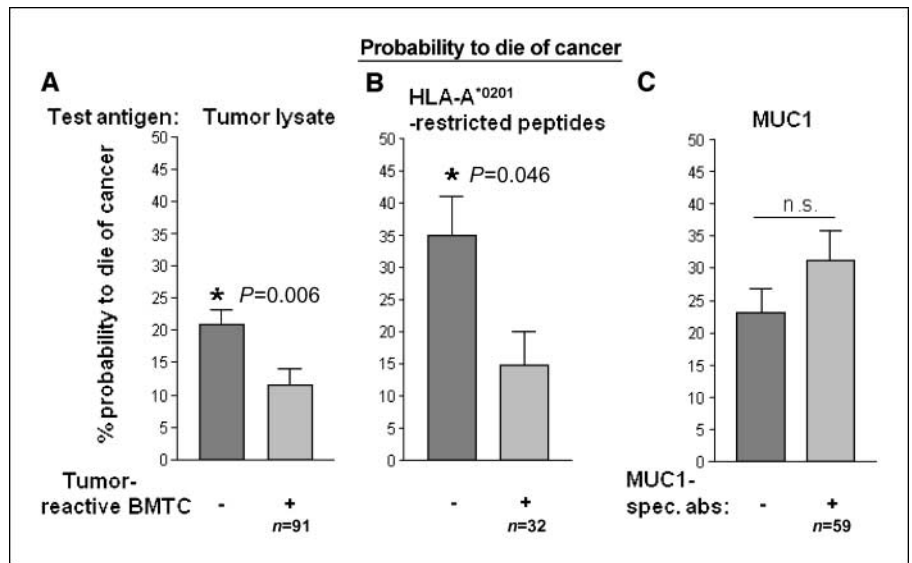 Probability to die of cancer
A
Test antigen: Tumor lysate
% probability to die of cancer
50
45
40
35
30
25
20
15
10
5
0
* P=0.006
Tumor-
reactive BMTC - +
n=91
B
HLA-A*0201
-restricted peptides
50
45
40
35
30
25
20
15
10
5
0
* P=0.046
- +
n=32
C
MUC1
50
45
40
35
30
25
20
15
10
5
0
n.s.
MUC1-
spec. abs: - +
n=59